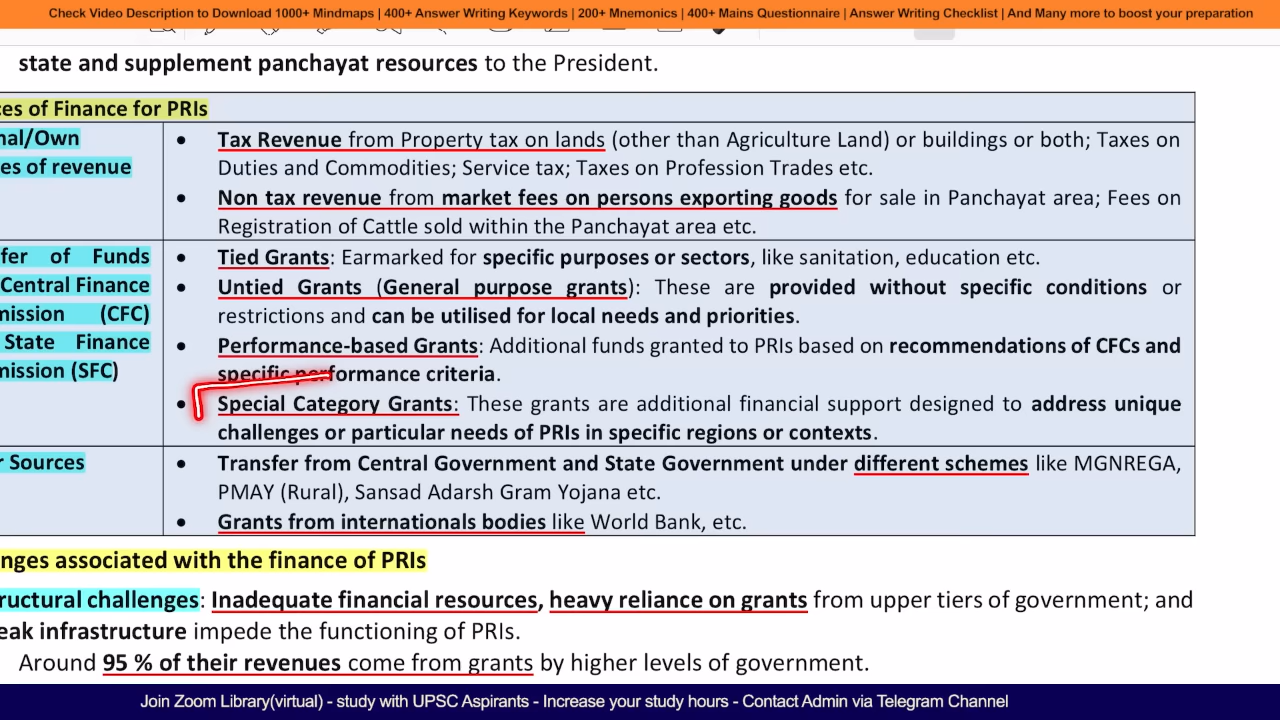 Check Video Description to Download 1000+ Mindmaps | 400+ Answer Writing Keywords | 200+ Mnemonics | 400+ Mains Questionnaire | Answer Writing Checklist | And Many more to boost your preparation
state and supplement panchayat resources to the President.
ces of Finance for PRIs
nal/Own
es of revenue
• Tax Revenue from Property tax on lands (other than Agriculture Land) or buildings or both; Taxes on
Duties and Commodities; Service tax; Taxes on Profession Trades etc.
• Non tax revenue from market fees on persons exporting goods for sale in Panchayat area; Fees on
Registration of Cattle sold within the Panchayat area etc.
fer of Funds
Central Finance
mission (CFC)
State Finance
mission (SFC)
• Tied Grants: Earmarked for specific purposes or sectors, like sanitation, education etc.
• Untied Grants (General purpose grants): These are provided without specific conditions or
restrictions and can be utilised for local needs and priorities.
• Performance-based Grants: Additional funds granted to PRIs based on recommendations of CFCs and
specific performance criteria.
• Special Category Grants: These grants are additional financial support designed to address unique
challenges or particular needs of PRIs in specific regions or contexts.
r Sources
• Transfer from Central Government and State Government under different schemes like MGNREGA,
PMAY (Rural), Sansad Adarsh Gram Yojana etc.
• Grants from internationals bodies like World Bank, etc.
nges associated with the finance of PRIs
ructural challenges: Inadequate financial resources, heavy reliance on grants from upper tiers of government; and
eak infrastructure impede the functioning of PRIs.
Around 95 % of their revenues come from grants by higher levels of government.
Join Zoom Library(virtual) - study with UPSC Aspirants - Increase your study hours - Contact Admin via Telegram Channel